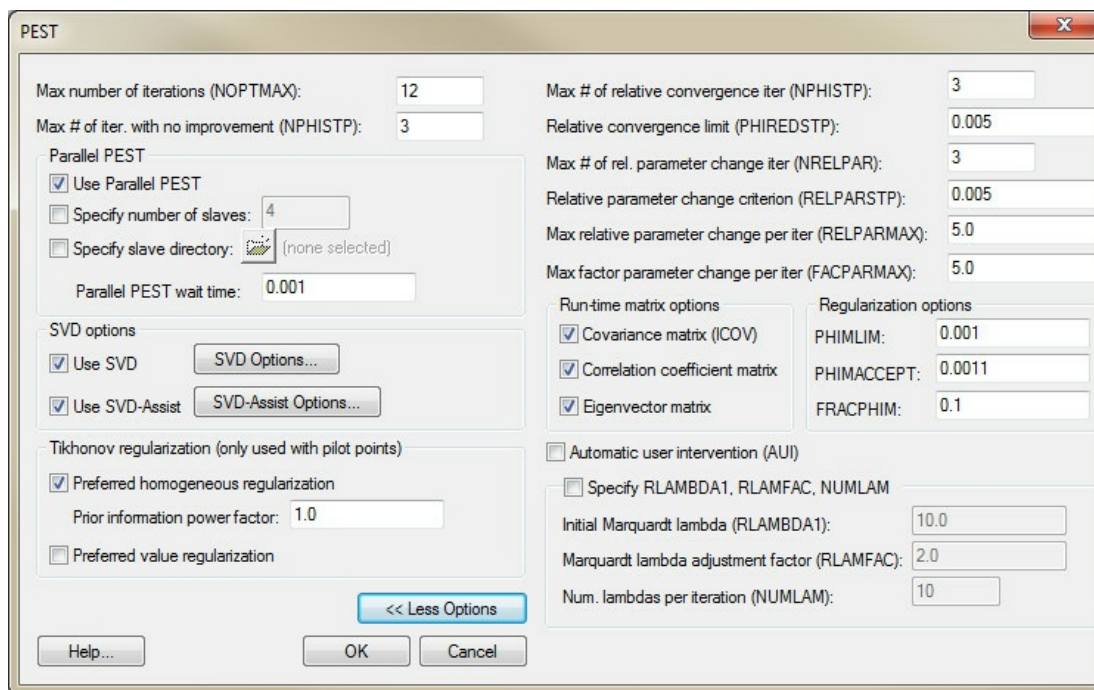 PEST
Max number of iterations (NOPTMAX): 12
Max # of iter. with no improvement (NPHISTP): 3
Parallel PEST
Use Parallel PEST
Specify number of slaves: 4
Specify slave directory: (none selected)
Parallel PEST wait time: 0.001
SVD options
Use SVD SVD Options...
Use SVD-Assist SVD-Assist Options...
Tikhonov regularization (only used with pilot points)
Preferred homogeneous regularization
Prior information power factor: 1.0
Preferred value regularization
<< Less Options
Help... OK Cancel
Max # of relative convergence iter (NPHISTP): 3
Relative convergence limit (PHIREDSTP): 0.005
Max # of rel. parameter change iter (NRELPAR): 3
Relative parameter change criterion (RELPARSTP): 0.005
Max relative parameter change per iter (RELPARMAX): 5.0
Max factor parameter change per iter (FACPARMAX): 5.0
Run-time matrix options
Covariance matrix (ICOV)
Correlation coefficient matrix
Eigenvector matrix
Regularization options
PHIMLIM: 0.001
PHIMACCEPT: 0.0011
FRACPHIM: 0.1
Automatic user intervention (AUI)
Specify RLAMBDA1, RLAMFAC, NUMLAM
Initial Marquardt lambda (RLAMBDA1): 10.0
Marquardt lambda adjustment factor (RLAMFAC): 2.0
Num. lambdas per iteration (NUMLAM): 10